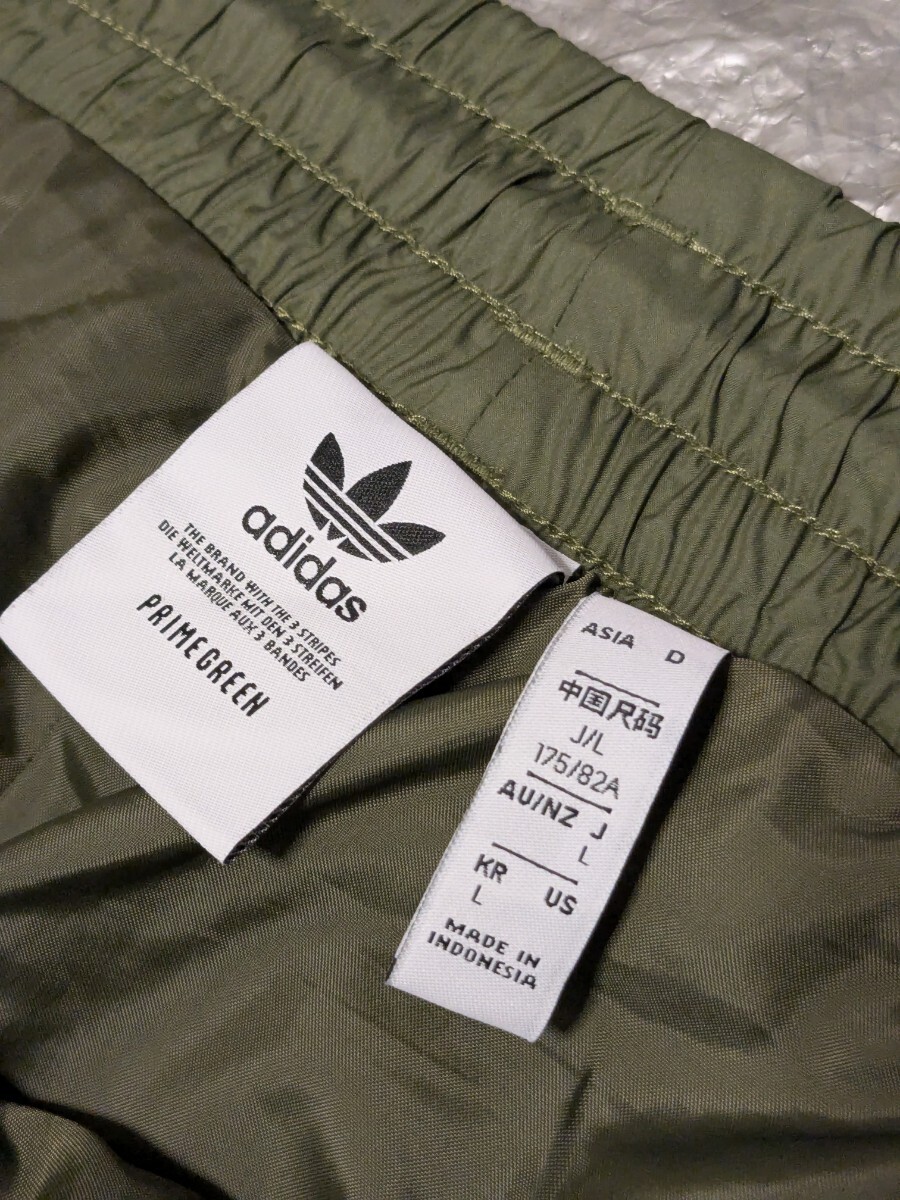 adidas
THE BRAND WITH THE 3 STRIPES
DIE WELTMARKE MIT DEN 3 STREIFEN
LA MARQUE AUX 3 BANDES
PRIMEGREEN
ASIA D
中国尺码
J/L
175/82A
AU/NZ J
L
KR US
L
MADE IN
INDONESIA